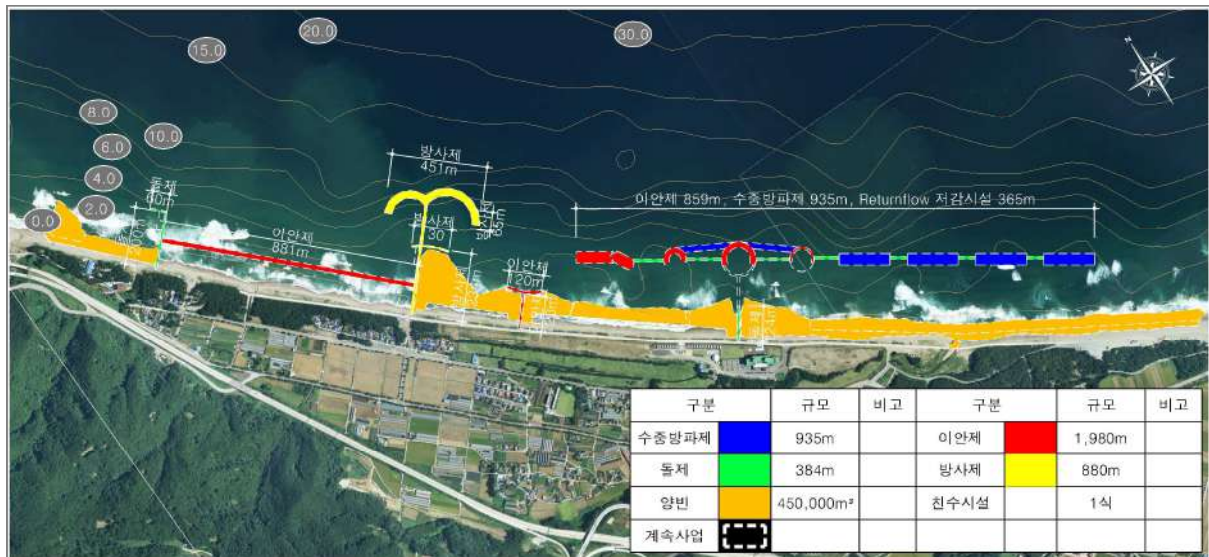 20.0
30.0
15.0
8.0
10.0
6.0
4.0
2.0
0.0
N
방사제
451m
돌제
60m
이안제 859m, 수중방파제 935m, Returnflow 저감시설 365m
방사제
30
이안제
881m
이안제
구분 규모 비고 구분 규모 비고
수중방파제 935m 이안제 1,980m
돌제 384m 방사제 880m
양빈 450,000m² 친수시설 1식
계속사업